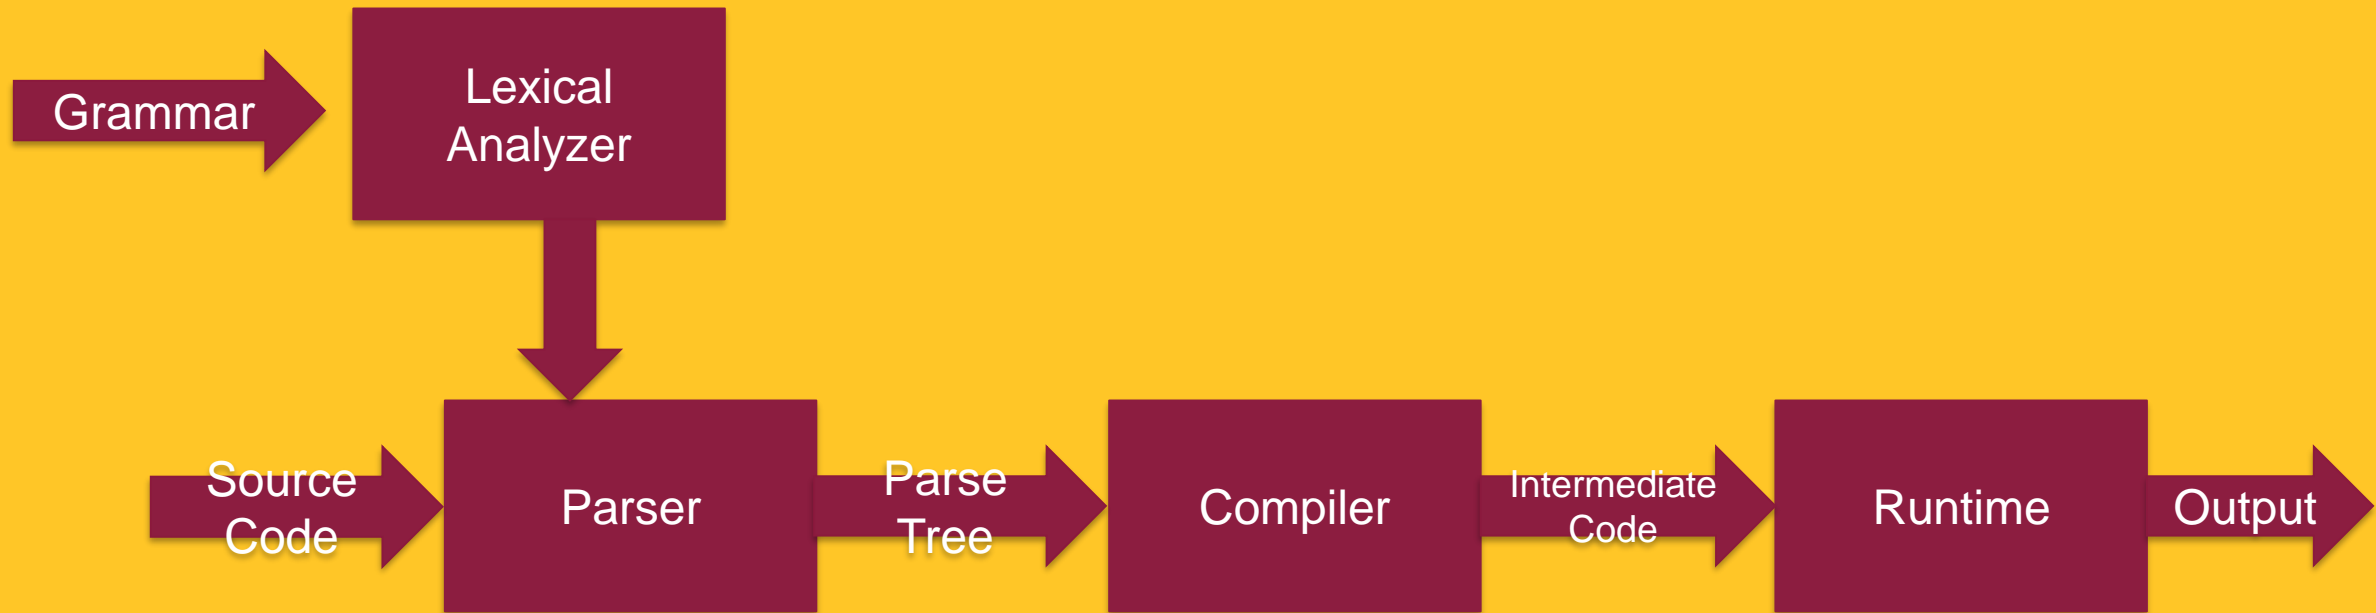 Grammar
Lexical
Analyzer
Source
Code
Parser
Parse
Tree
Compiler
Intermediate
Code
Runtime
Output